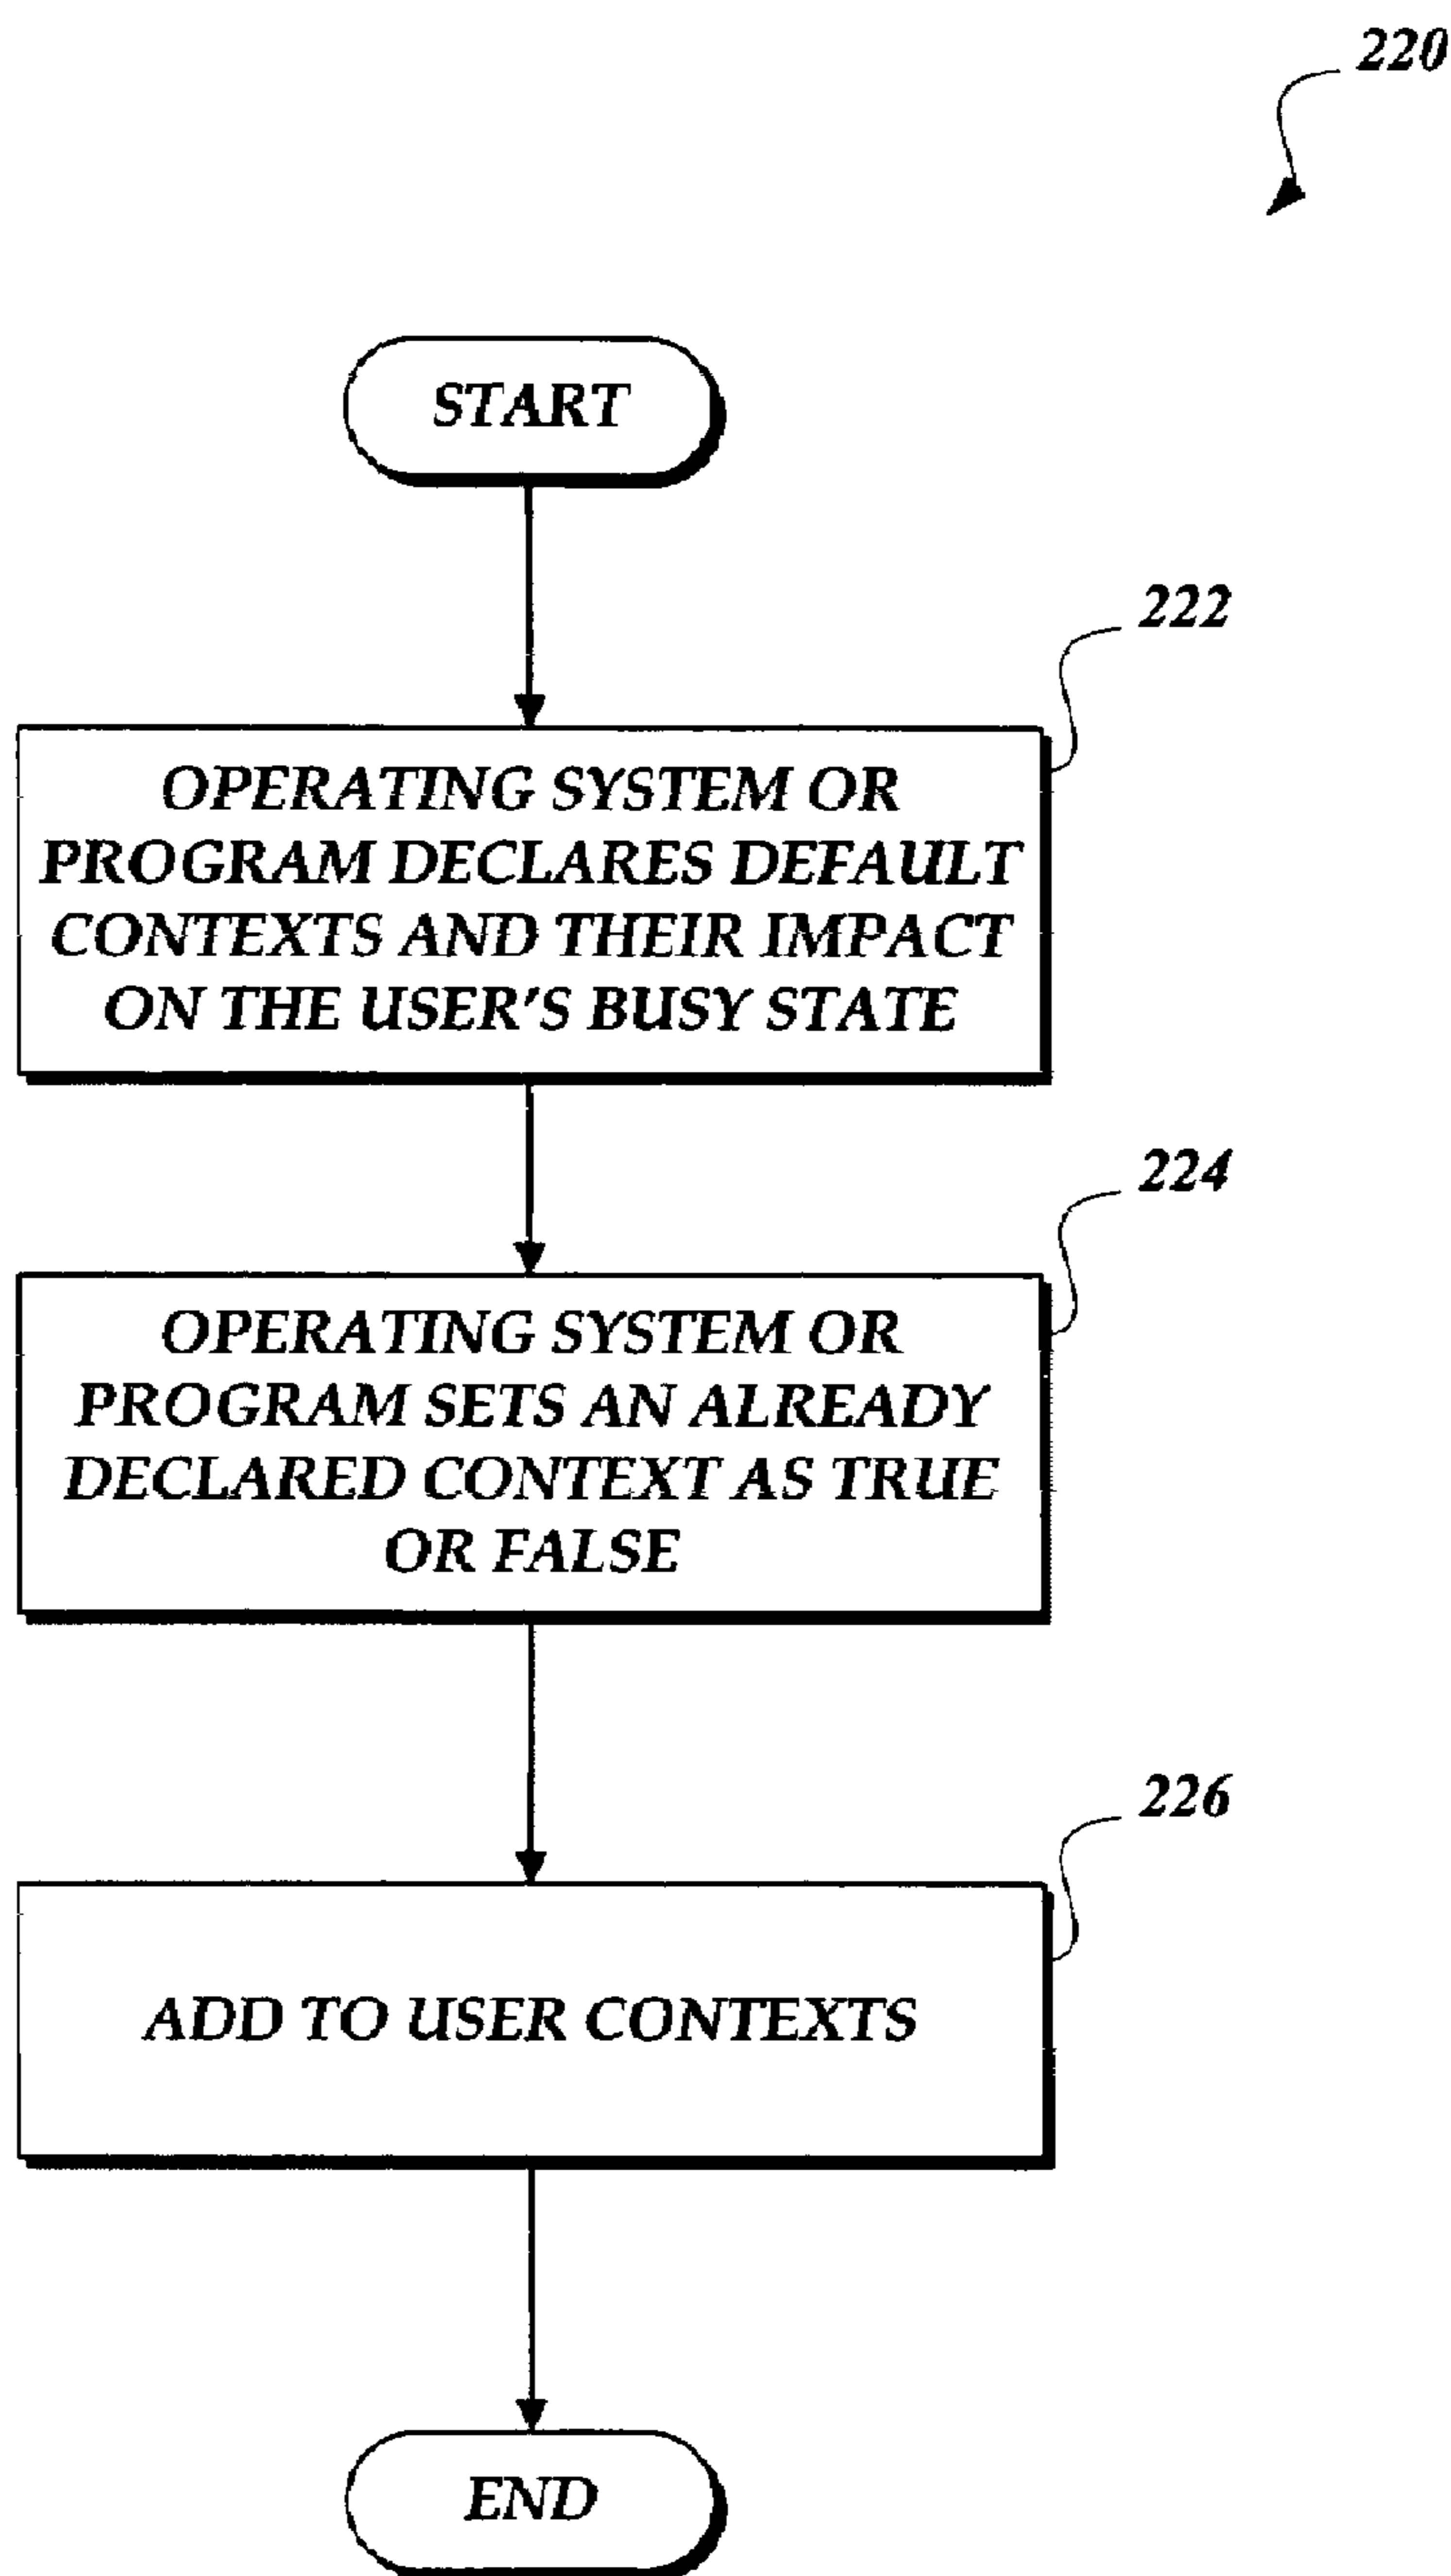 220
START
222
OPERATING SYSTEM OR
PROGRAM DECLARES DEFAULT
CONTEXTS AND THEIR IMPACT
ON THE USER'S BUSY STATE
224
OPERATING SYSTEM OR
PROGRAM SETS AN ALREADY
DECLARED CONTEXT AS TRUE
OR FALSE
226
ADD TO USER CONTEXTS
END